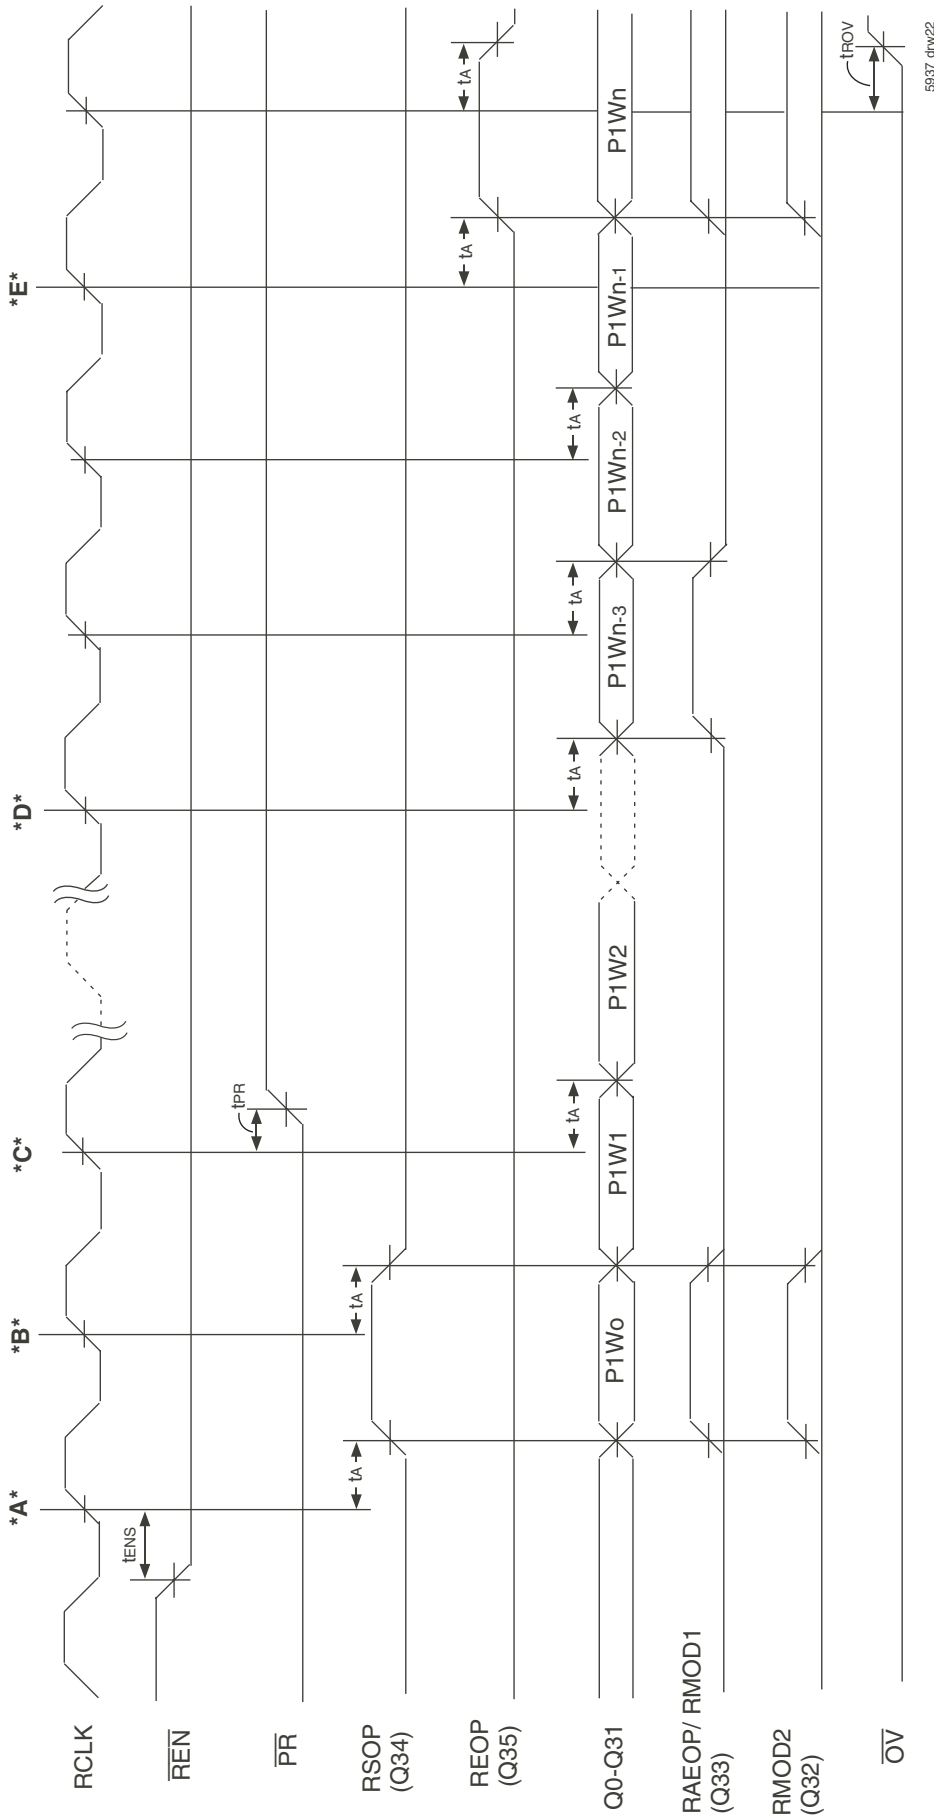 *A*
*B*
*C*
*D*
*E*
RCLK
tENS
REN
tPR
PR
tA
tA
RSOP
(Q34)
tA
tA
REOP
(Q35)
tA
tA
tA
tA
tA
Q0-Q31
P1Wo
P1W1
P1W2
P1Wn-3
P1Wn-2
P1Wn-1
P1Wn
RAEOP/ RMOD1
(Q33)
RMOD2
(Q32)
tROV
OV
5937 drw22